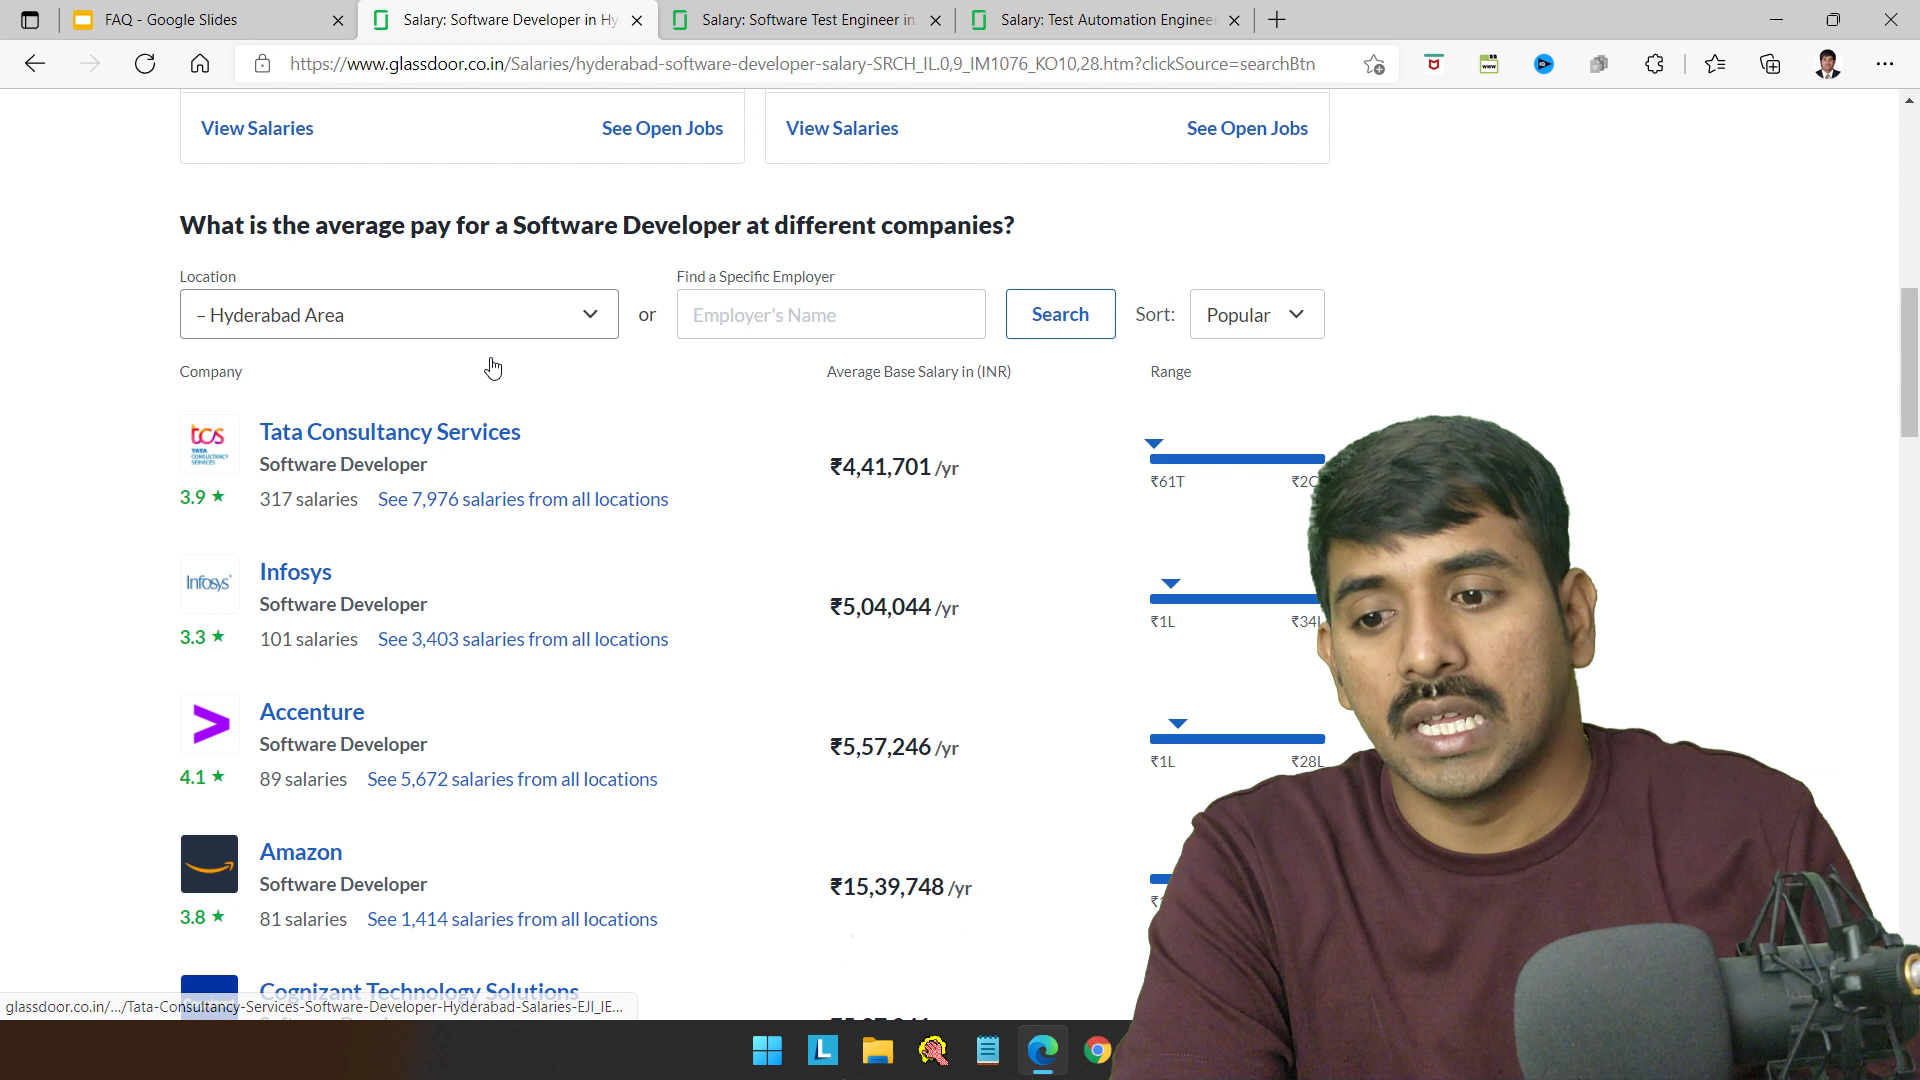 FAQ - Google Slides
Salary: Software Developer in Hy
Salary: Software Test Engineer in
Salary: Test Automation Engineer
https://www.glassdoor.co.in/Salaries/hyderabad-software-developer-salary-SRCH_IL.0,9_IM1076_KO10,28.htm?clickSource=searchBtn
View Salaries
See Open Jobs
View Salaries
See Open Jobs
What is the average pay for a Software Developer at different companies?
Location
Find a Specific Employer
– Hyderabad Area
or
Employer's Name
Search
Sort:
Popular
Company
Average Base Salary in (INR)
Range
tcs
TATA
CONSULTANCY
SERVICES
Tata Consultancy Services
Software Developer
3.9 ★
317 salaries
See 7,976 salaries from all locations
₹4,41,701 /yr
₹61T
₹2C
Infosys
Infosys
Software Developer
3.3 ★
101 salaries
See 3,403 salaries from all locations
₹5,04,044 /yr
₹1L
₹34L
Accenture
Software Developer
4.1 ★
89 salaries
See 5,672 salaries from all locations
₹5,57,246 /yr
₹1L
₹28L
Amazon
Software Developer
3.8 ★
81 salaries
See 1,414 salaries from all locations
₹15,39,748 /yr
Cognizant Technology Solutions
glassdoor.co.in/.../Tata-Consultancy-Services-Software-Developer-Hyderabad-Salaries-EJI_IE...
L